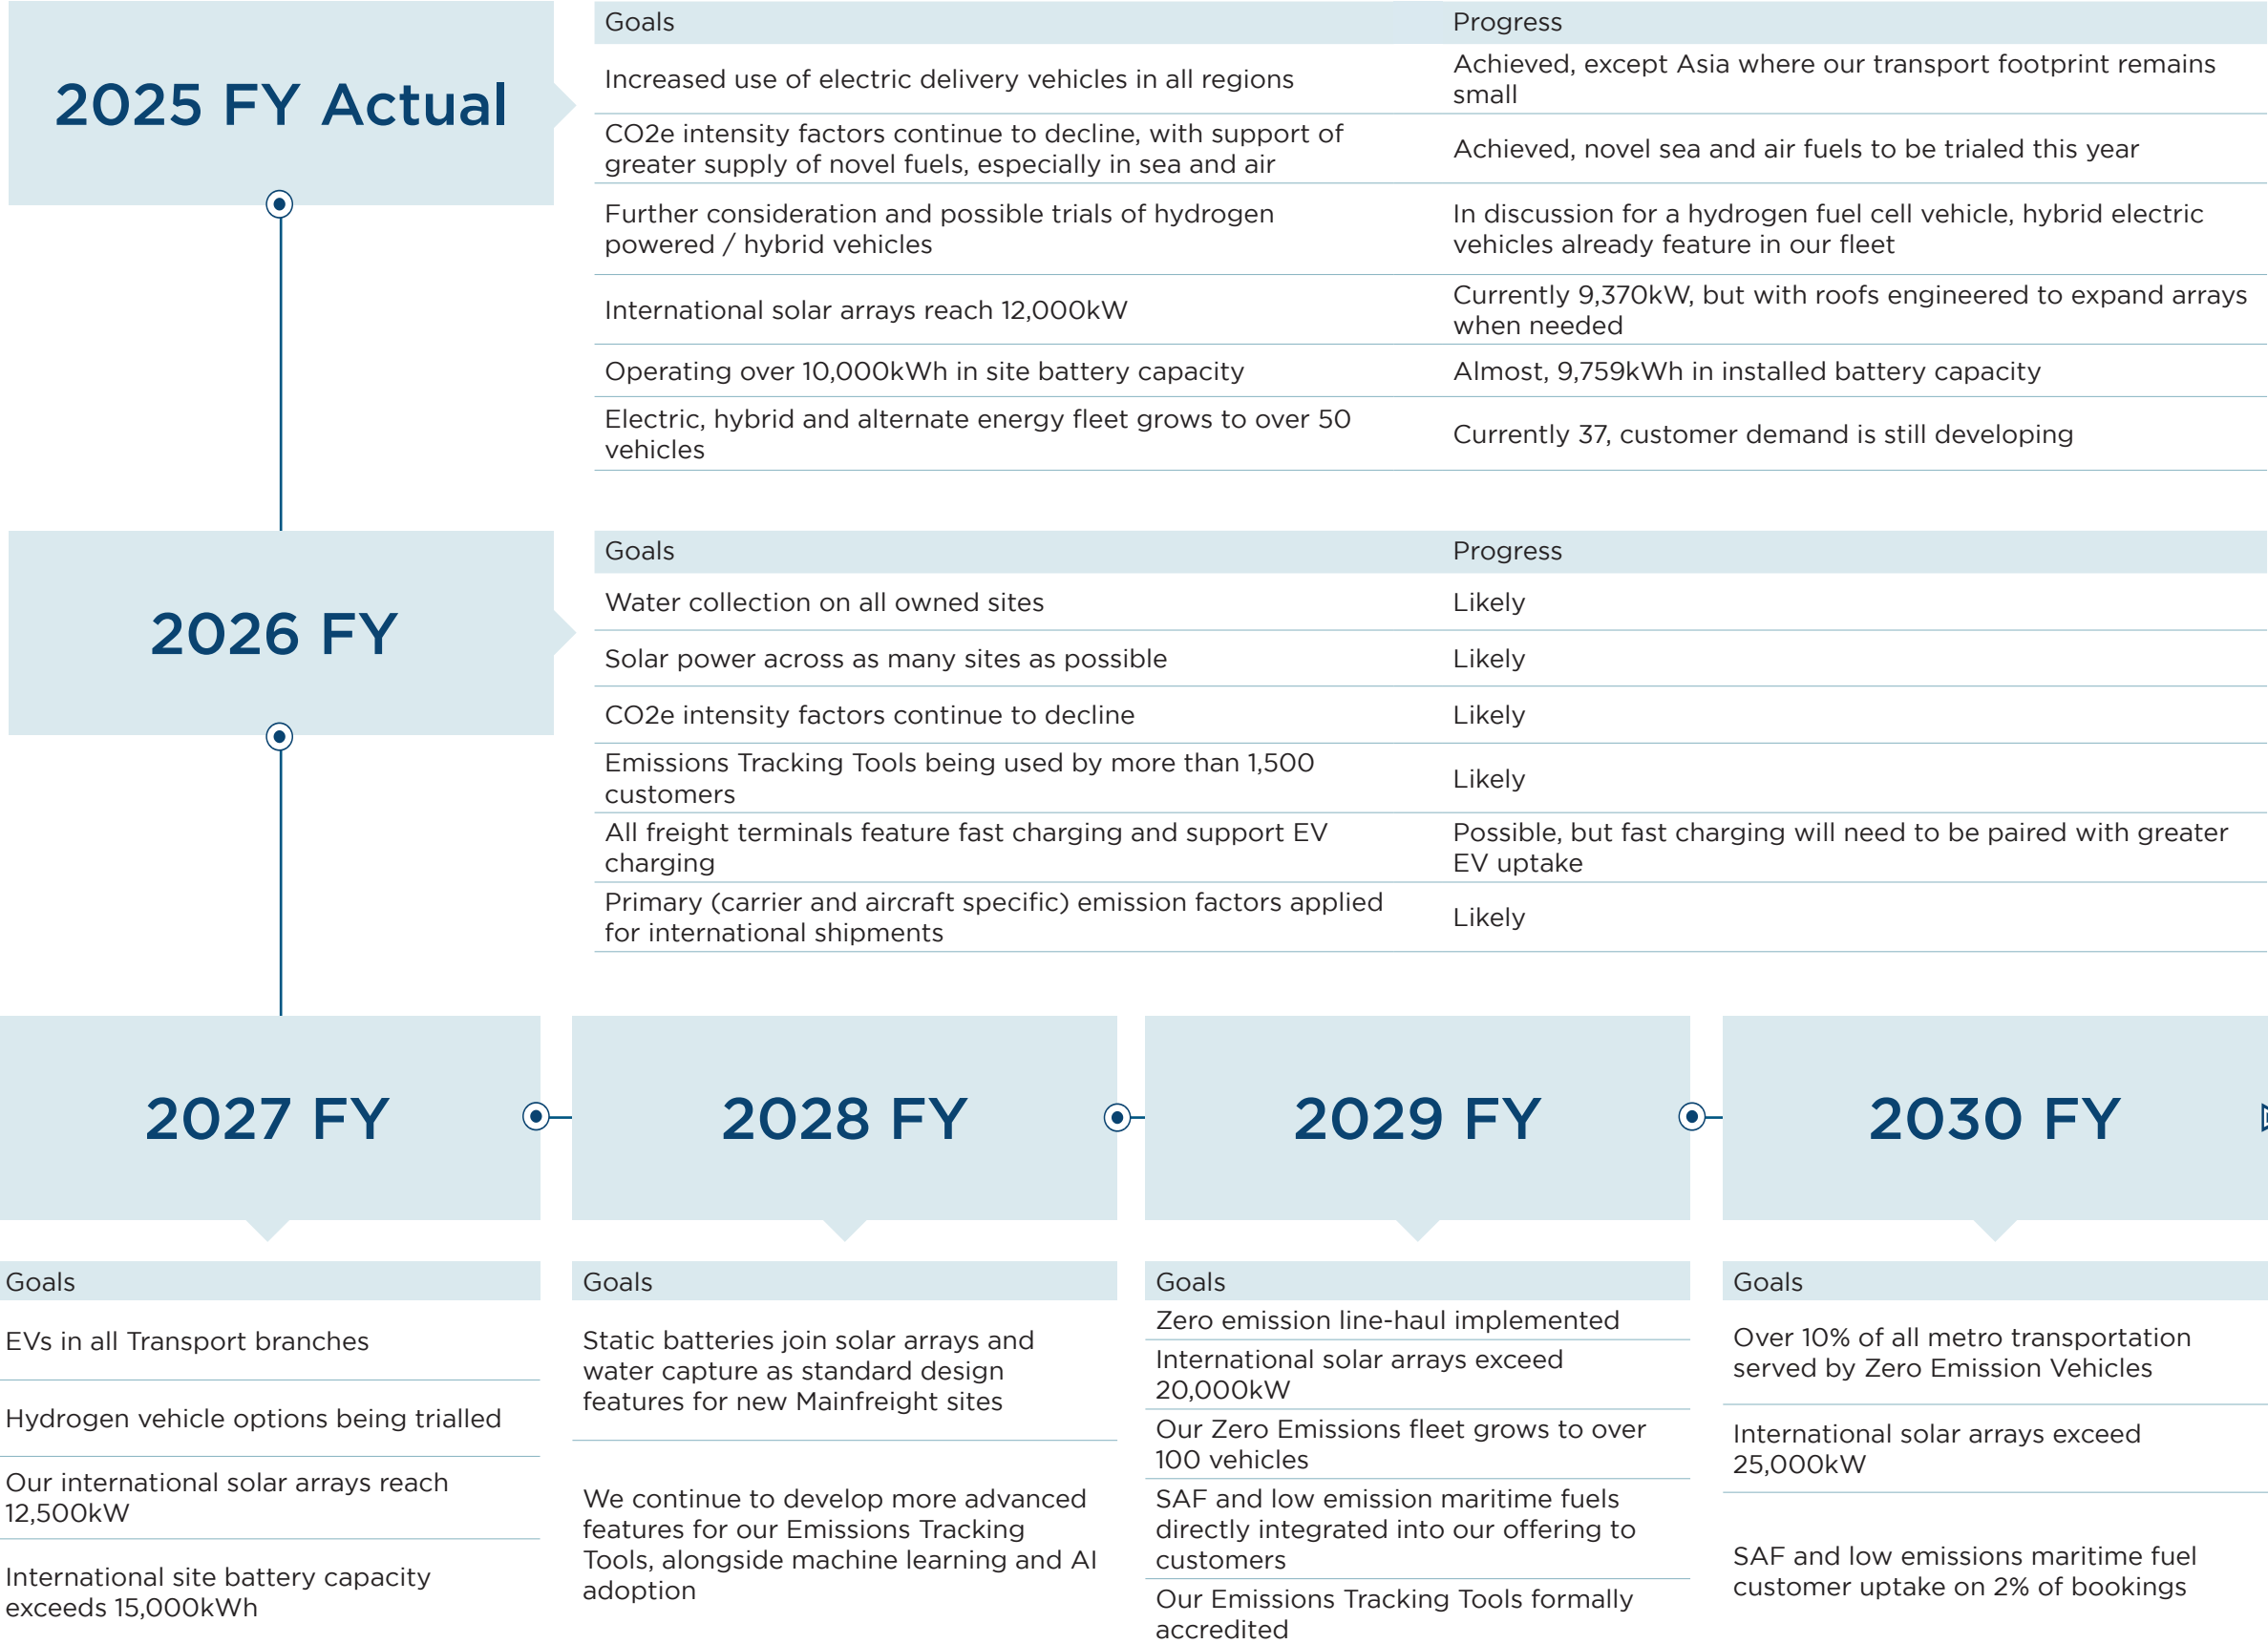 2025 FY Actual
Goals
Progress
Increased use of electric delivery vehicles in all regions
Achieved, except Asia where our transport footprint remains
small
CO2e intensity factors continue to decline, with support of
greater supply of novel fuels, especially in sea and air
Achieved, novel sea and air fuels to be trialed this year
Further consideration and possible trials of hydrogen
powered / hybrid vehicles
In discussion for a hydrogen fuel cell vehicle, hybrid electric
vehicles already feature in our fleet
International solar arrays reach 12,000kW
Currently 9,370kW, but with roofs engineered to expand arrays
when needed
Operating over 10,000kWh in site battery capacity
Almost, 9,759kWh in installed battery capacity
Electric, hybrid and alternate energy fleet grows to over 50
vehicles
Currently 37, customer demand is still developing
2026 FY
Goals
Progress
Water collection on all owned sites
Likely
Solar power across as many sites as possible
Likely
CO2e intensity factors continue to decline
Likely
Emissions Tracking Tools being used by more than 1,500
customers
Likely
All freight terminals feature fast charging and support EV
charging
Possible, but fast charging will need to be paired with greater
EV uptake
Primary (carrier and aircraft specific) emission factors applied
for international shipments
Likely
2027 FY
Goals
EVs in all Transport branches
Hydrogen vehicle options being trialled
Our international solar arrays reach
12,500kW
International site battery capacity
exceeds 15,000kWh
2028 FY
Goals
Static batteries join solar arrays and
water capture as standard design
features for new Mainfreight sites
We continue to develop more advanced
features for our Emissions Tracking
Tools, alongside machine learning and AI
adoption
2029 FY
Goals
Zero emission line-haul implemented
International solar arrays exceed
20,000kW
Our Zero Emissions fleet grows to over
100 vehicles
SAF and low emission maritime fuels
directly integrated into our offering to
customers
Our Emissions Tracking Tools formally
accredited
2030 FY
Goals
Over 10% of all metro transportation
served by Zero Emission Vehicles
International solar arrays exceed
25,000kW
SAF and low emissions maritime fuel
customer uptake on 2% of bookings